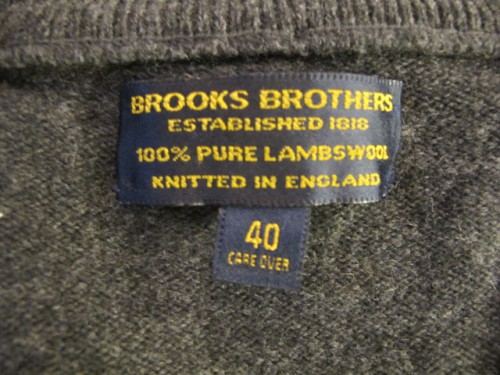 BROOKS BROTHERS
ESTABLISHED 1818
100% PURE LAMBSWOOL
KNITTED IN ENGLAND
40
CARE OVER